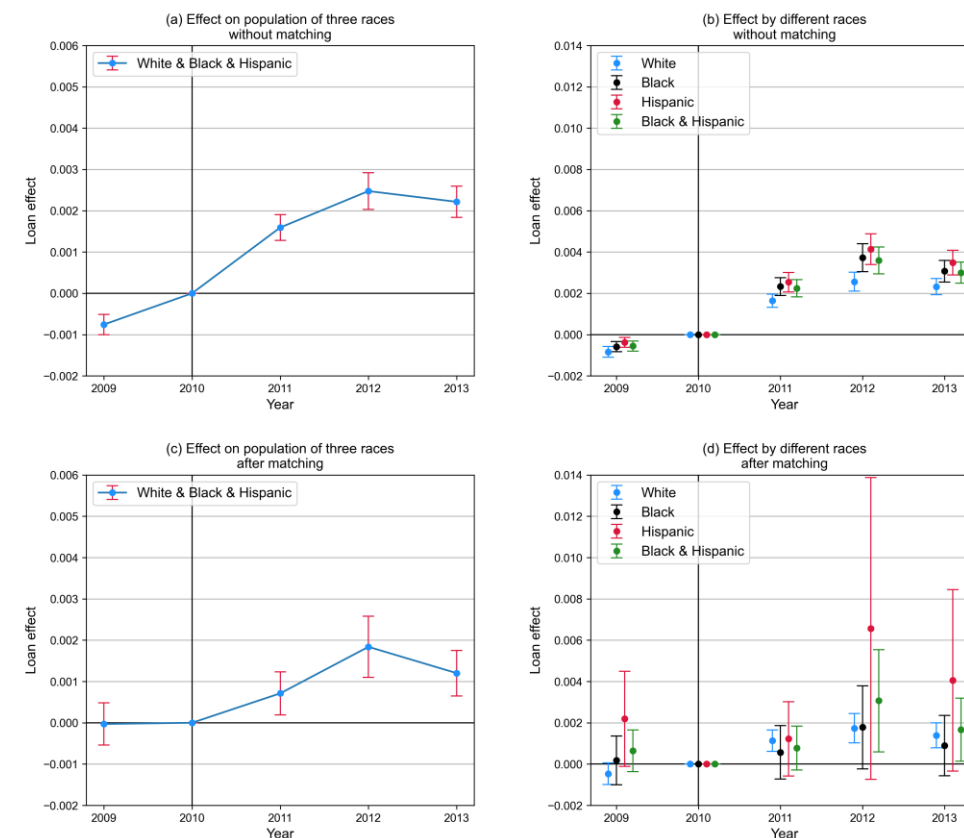 (a) Effect on population of three races
without matching
0.006
0.005
0.004
0.003
0.002
0.001
0.000
−0.001
−0.002
Loan effect
White & Black & Hispanic
2009
2010
2011
2012
2013
Year
(b) Effect by different races
without matching
0.014
0.012
0.010
0.008
0.006
0.004
0.002
0.000
−0.002
Loan effect
White
Black
Hispanic
Black & Hispanic
2009
2010
2011
2012
2013
Year
(c) Effect on population of three races
after matching
0.006
0.005
0.004
0.003
0.002
0.001
0.000
−0.001
−0.002
Loan effect
White & Black & Hispanic
2009
2010
2011
2012
2013
Year
(d) Effect by different races
after matching
0.014
0.012
0.010
0.008
0.006
0.004
0.002
0.000
−0.002
Loan effect
White
Black
Hispanic
Black & Hispanic
2009
2010
2011
2012
2013
Year